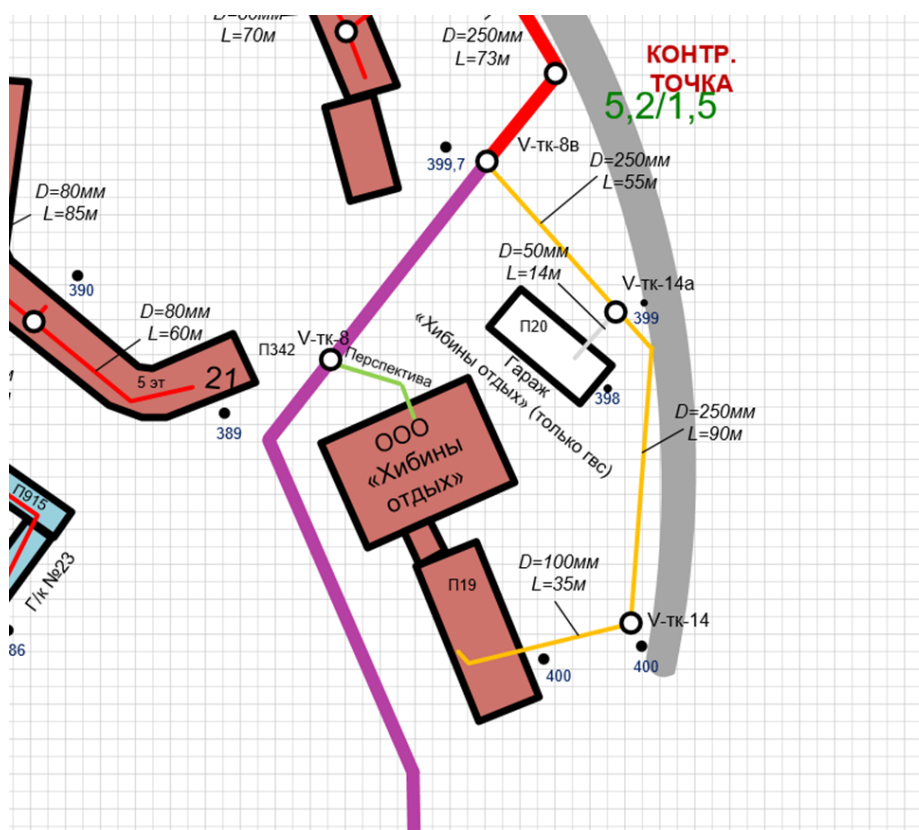 L=70м
D=250мм
L=73м
КОНТР.
ТОЧКА
5,2/1,5
V-тк-8в
399,7
D=250мм
L=55м
D=80мм
L=85м
D=50мм
L=14м
V-тк-14а
390
399
D=80мм
L=60м
П20
Гараж
«Хибины
отдых» (только гвс)
V-тк-8
П342
Перспектива
5 эт
21
398
389
D=250мм
L=90м
ООО
«Хибины
отдых»
П915
Г/к №23
D=100мм
L=35м
П19
V-тк-14
86
400
400